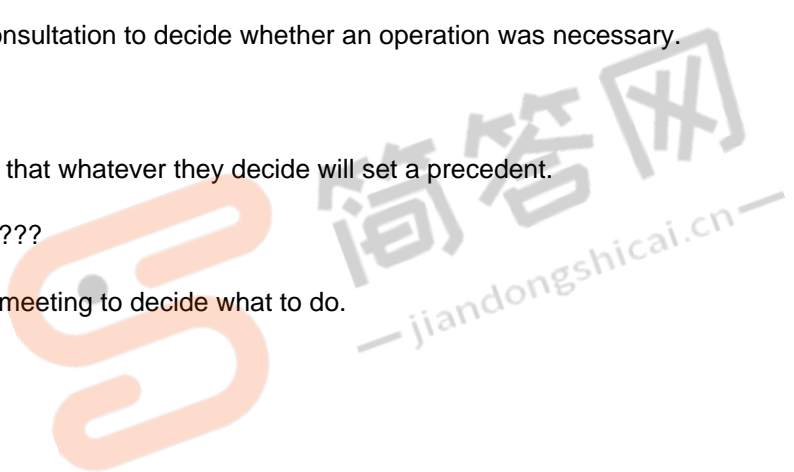 onsultation to decide whether an operation was necessary.
that whatever they decide will set a precedent.
???
meeting to decide what to do.
简答网
jiandongshicai.cn